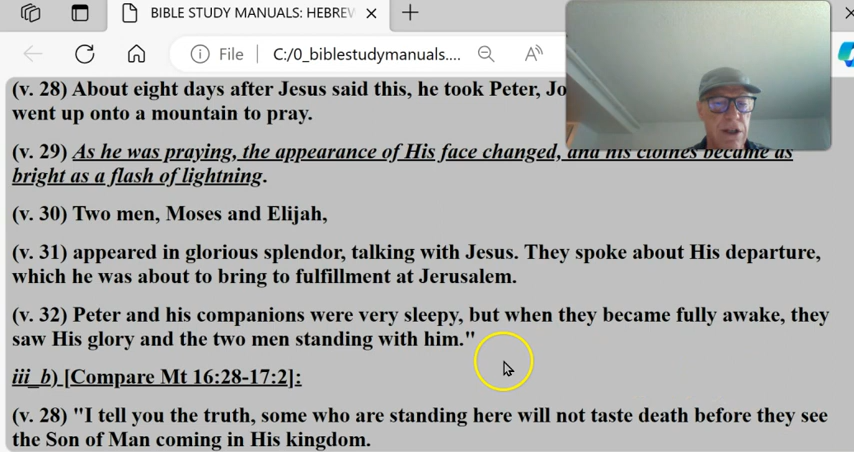 BIBLE STUDY MANUALS: HEBREW
File C:/0_biblestudymanuals....
(v. 28) About eight days after Jesus said this, he took Peter, Jo
went up onto a mountain to pray.
(v. 29) As he was praying, the appearance of His face changed, and his clothes became as
bright as a flash of lightning.
(v. 30) Two men, Moses and Elijah,
(v. 31) appeared in glorious splendor, talking with Jesus. They spoke about His departure,
which he was about to bring to fulfillment at Jerusalem.
(v. 32) Peter and his companions were very sleepy, but when they became fully awake, they
saw His glory and the two men standing with him."
iii_b) [Compare Mt 16:28-17:2]:
(v. 28) "I tell you the truth, some who are standing here will not taste death before they see
the Son of Man coming in His kingdom.